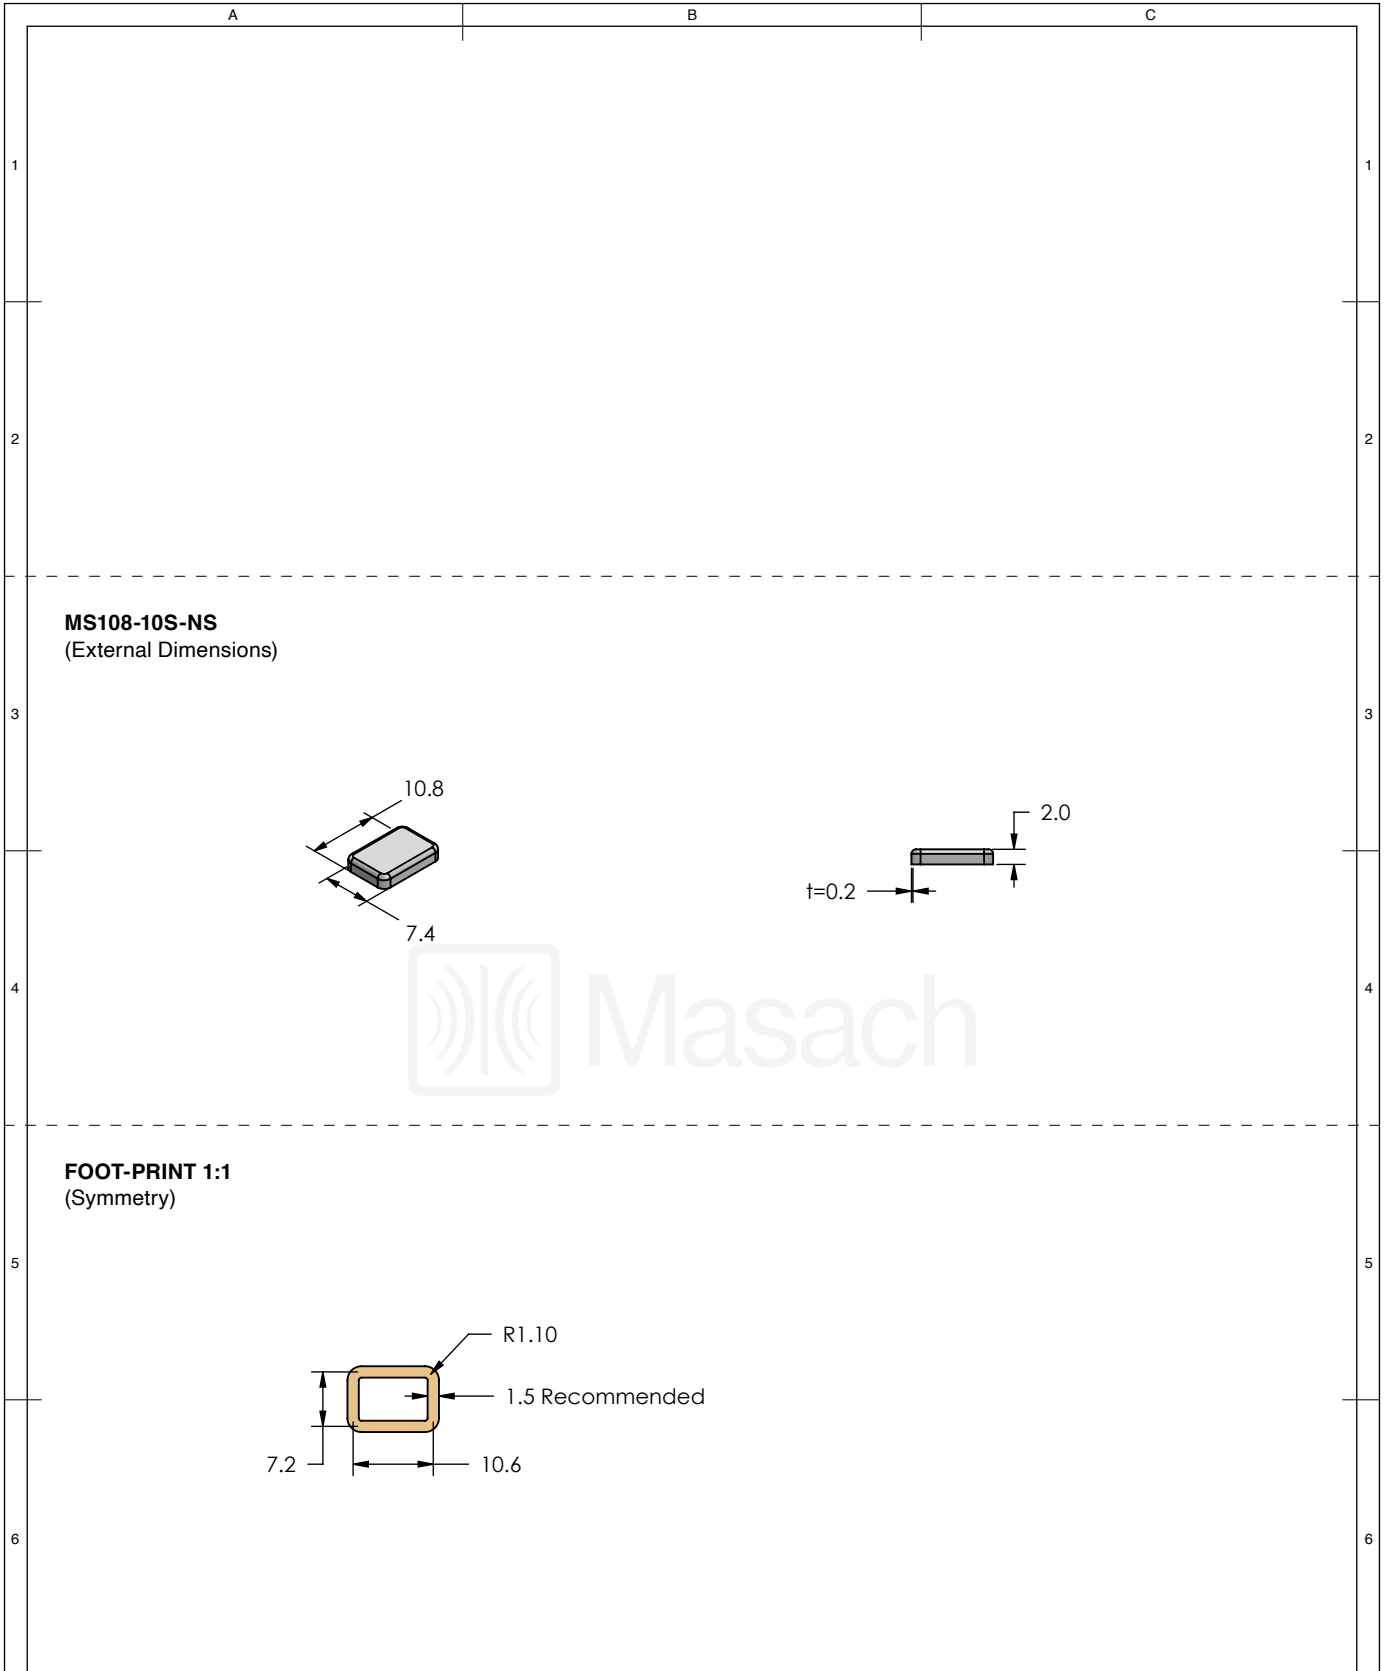 A B C
1 1
2 2
MS108-10S-NS
(External Dimensions)
3 3
10.8
2.0
t=0.2
7.4
4 4
Masach
FOOT-PRINT 1:1
(Symmetry)
5 5
R1.10
1.5 Recommended
7.2 10.6
6 6